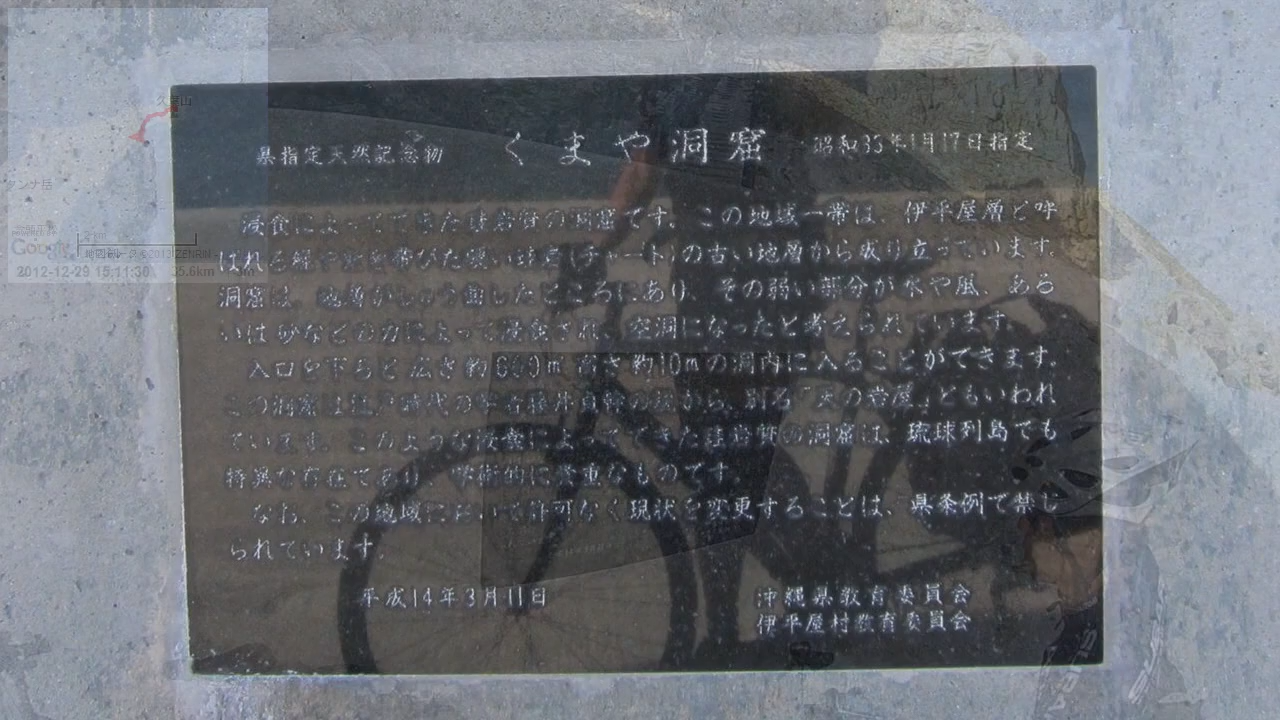 久里山
県指定天然記念物 くまや洞窟 昭和33年1月17日指定
浸食によってできた珪岩質の洞窟です。この地域一帯は、伊平屋層と呼
ばれる緑や を帯びた硬い珪岩(チャート)の古い地層から成り立っています。
洞窟は、地層がしゅう曲したところにあり、その弱い部分が水や風、ある
いは砂などの力によって浸食され、空洞になったと考えられています。
入口を下ると広さ約600㎡高さ約10mの洞内に入ることができます。
この洞窟は江戸時代の学者藤井貞幹の説から、別名「天の岩屋」ともいわれ
ています。このような浸食によってできた珪岩質の洞窟は、琉球列島でも
特異な存在であり、学術的に貴重なものです。
なお、この地域において許可なく現状を変更することは、県条例で禁じ
られています。
平成14年3月11日 沖縄県教育委員会
伊平屋村教育委員会
Google
2012-12-29 15:11:36 35.6km